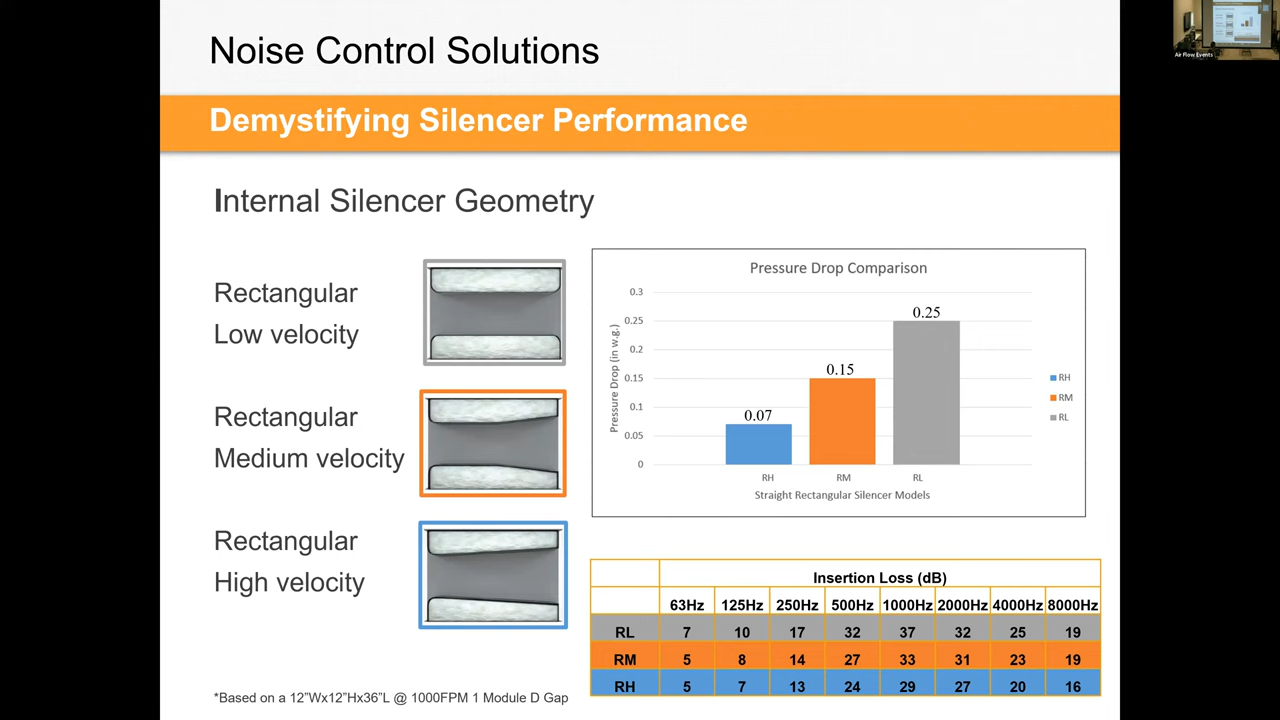 Noise Control Solutions
Demystifying Silencer Performance
Internal Silencer Geometry
Rectangular
Low velocity
Rectangular
Medium velocity
Rectangular
High velocity
*Based on a 12”Wx12”Hx36”L @ 1000FPM 1 Module D Gap
Pressure Drop Comparison
Pressure Drop (in w.g.)
0.3
0.25
0.2
0.15
0.1
0.05
0
0.07
0.15
0.25
RH
RM
RL
Straight Rectangular Silencer Models
RH
RM
RL
Insertion Loss (dB)
63Hz 125Hz 250Hz 500Hz 1000Hz 2000Hz 4000Hz 8000Hz
RL 7 10 17 32 37 32 25 19
RM 5 8 14 27 33 31 23 19
RH 5 7 13 24 29 27 20 16
Air Flow Events